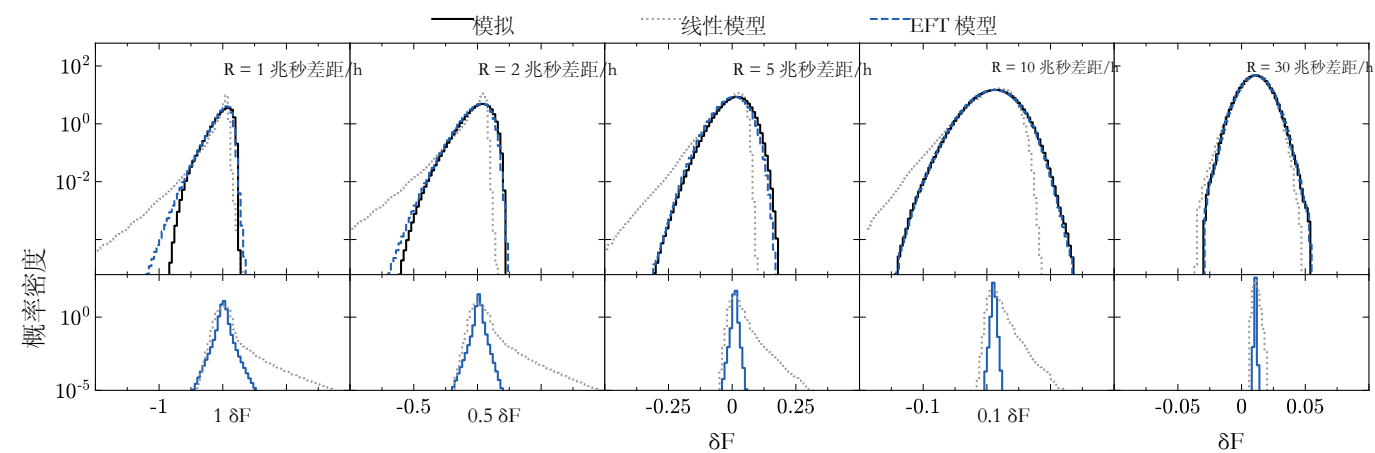 模拟 线性模型 EFT 模型
R = 1 兆秒差距/h R = 2 兆秒差距/h R = 5 兆秒差距/h R = 10 兆秒差距/h R = 30 兆秒差距/h
10²
10⁰
10⁻²
概率密度
10⁰
10⁻⁵
-1 -0.5 -0.25 0 0.25 -0.1 -0.05 0 0.05
1 δF 0.5 δF 0.1 δF
δF δF